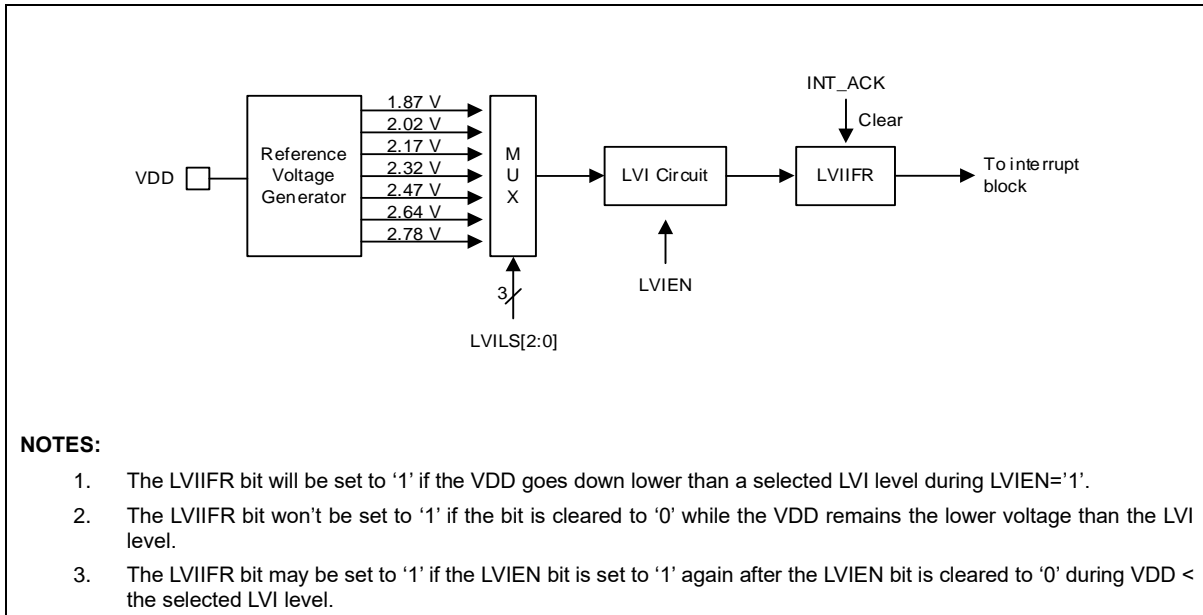 INT_ACK
Clear
1.87 V
2.02 V
2.17 V
2.32 V
2.47 V
2.64 V
2.78 V
VDD
Reference
Voltage
Generator
M
U
X
LVI Circuit
LVIIFR
To interrupt
block
3
LVIEN
LVILS[2:0]
NOTES:
1. The LVIIFR bit will be set to ‘1’ if the VDD goes down lower than a selected LVI level during LVIEN=’1’.
2. The LVIIFR bit won’t be set to ‘1’ if the bit is cleared to ‘0’ while the VDD remains the lower voltage than the LVI
level.
3. The LVIIFR bit may be set to ‘1’ if the LVIEN bit is set to ‘1’ again after the LVIEN bit is cleared to ‘0’ during VDD <
the selected LVI level.